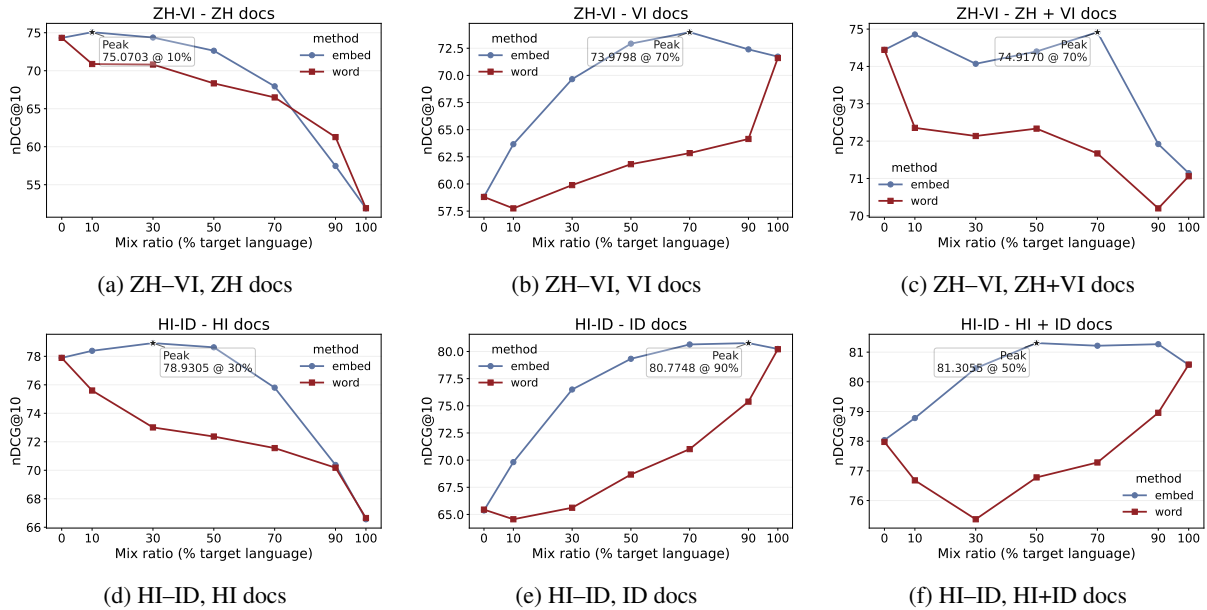 ZH-VI - ZH docs
75
70
65
60
55
nDCG@10
Peak
75.0703 @ 10%
method
embed
word
0 10 30 50 70 90 100
Mix ratio (% target language)
(a) ZH–VI, ZH docs
ZH-VI - VI docs
72.5
70.0
67.5
65.0
62.5
60.0
57.5
nDCG@10
method
embed
word
Peak
73.9798 @ 70%
0 10 30 50 70 90 100
Mix ratio (% target language)
(b) ZH–VI, VI docs
ZH-VI - ZH + VI docs
75
74
73
72
71
70
nDCG@10
Peak
74.9170 @ 70%
method
embed
word
0 10 30 50 70 90 100
Mix ratio (% target language)
(c) ZH–VI, ZH+VI docs
HI-ID - HI docs
78
76
74
72
70
68
66
nDCG@10
Peak
78.9305 @ 30%
method
embed
word
0 10 30 50 70 90 100
Mix ratio (% target language)
(d) HI–ID, HI docs
HI-ID - ID docs
80.0
77.5
75.0
72.5
70.0
67.5
65.0
nDCG@10
method
embed
word
Peak
80.7748 @ 90%
0 10 30 50 70 90 100
Mix ratio (% target language)
(e) HI–ID, ID docs
HI-ID - HI + ID docs
81
80
79
78
77
76
nDCG@10
Peak
81.3055 @ 50%
method
embed
word
0 10 30 50 70 90 100
Mix ratio (% target language)
(f) HI–ID, HI+ID docs